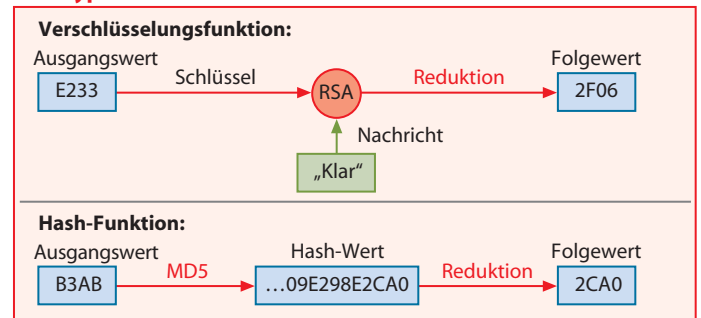 Verschlüsselungsfunktion:
Ausgangswert
Folgewert
E233
Schlüssel
RSA
Reduktion
2F06
Nachricht
„Klar“
Hash-Funktion:
Ausgangswert
Hash-Wert
Folgewert
B3AB
MD5
…09E298E2CA0
Reduktion
2CA0